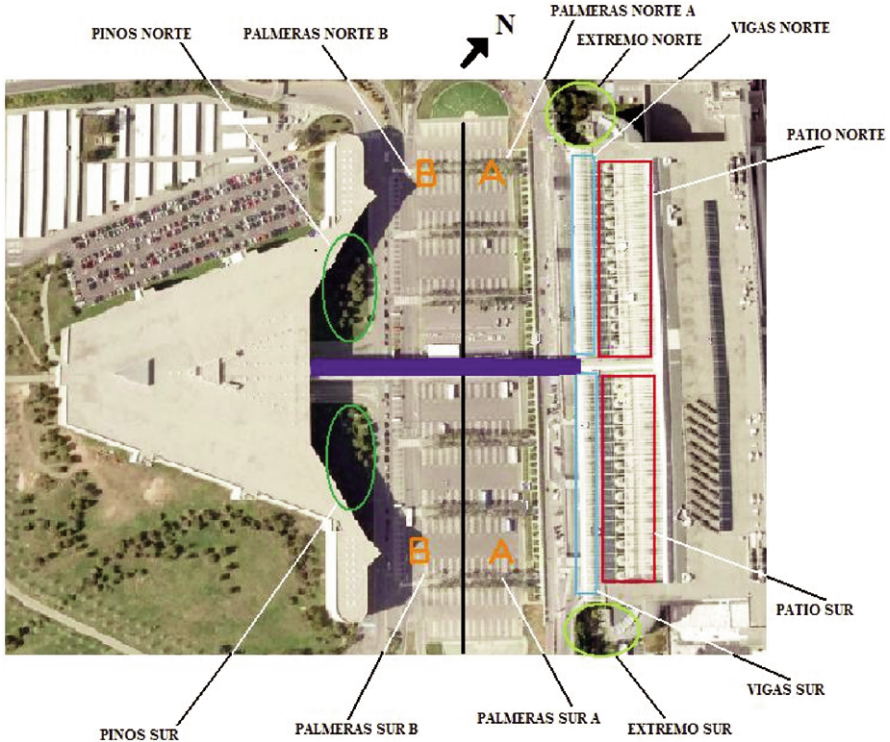 N
PALMERAS NORTE A
PINOS NORTE
PALMERAS NORTE B
EXTREMO NORTE
VIGAS NORTE
PATIO NORTE
B
A
B
A
PATIO SUR
VIGAS SUR
PINOS SUR
PALMERAS SUR B
PALMERAS SUR A
EXTREMO SUR